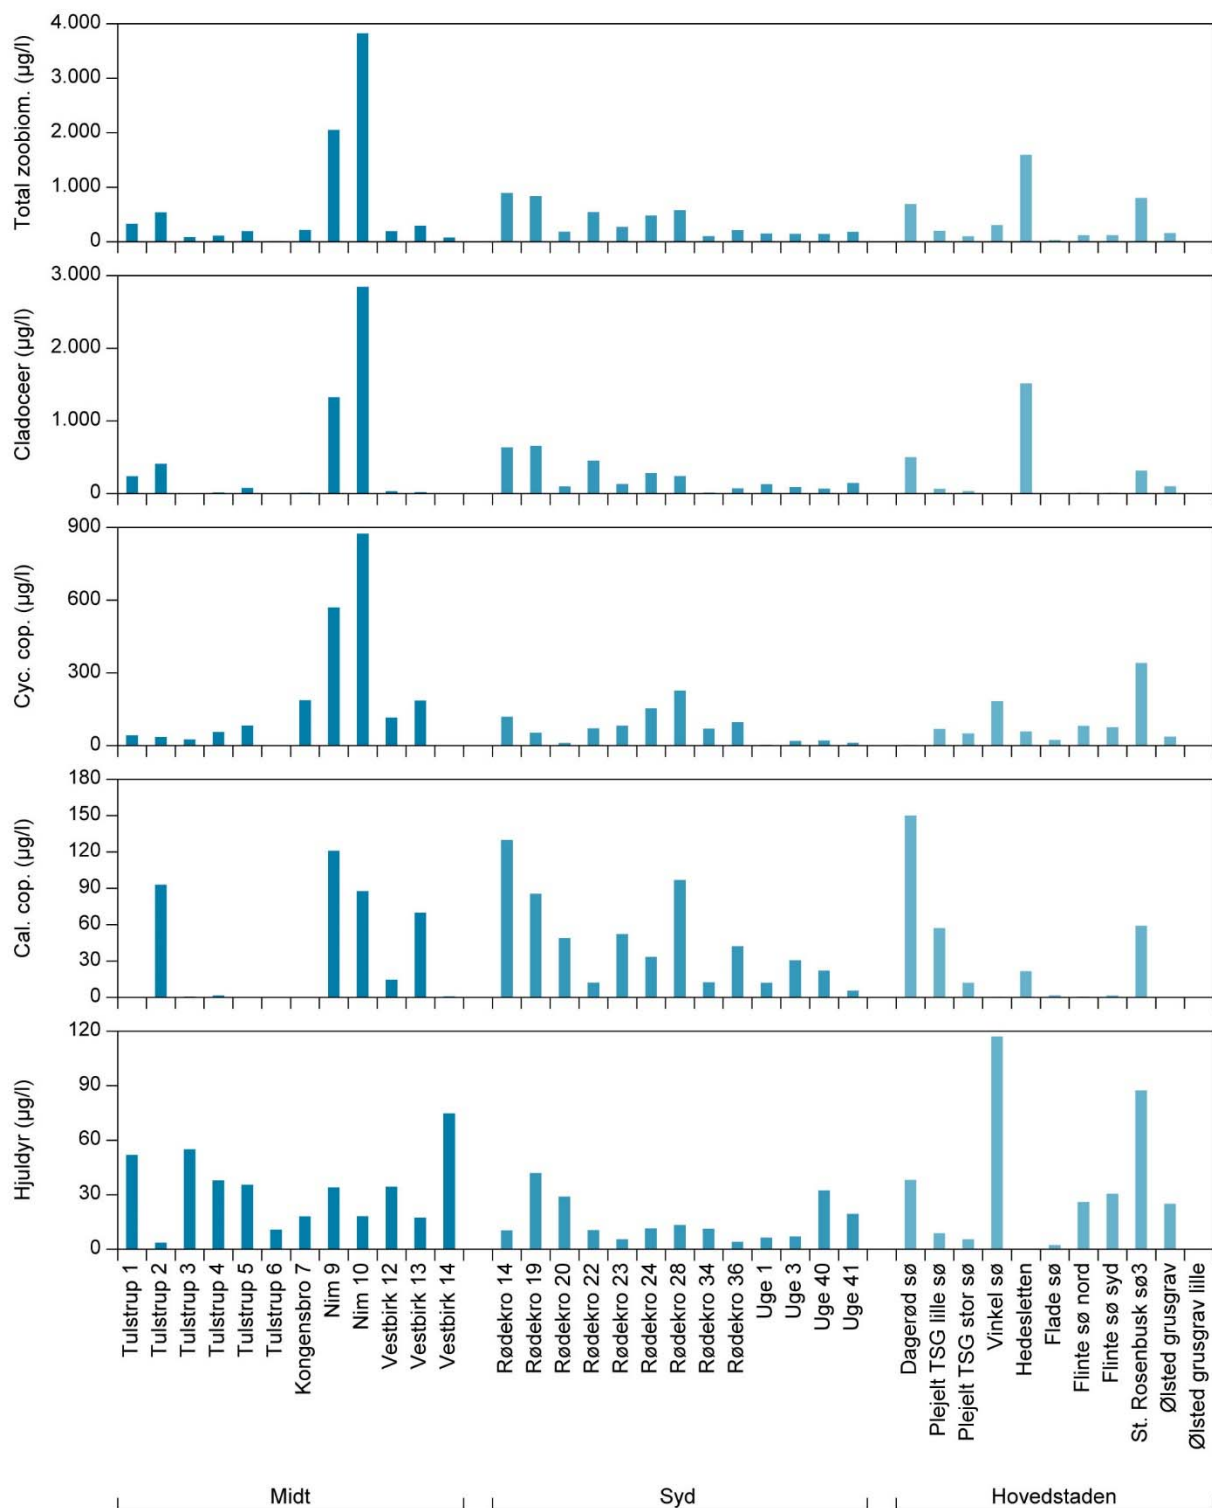 Total zoobiom. (µg/l)
4.000
3.000
2.000
1.000
0
Cladoceer (µg/l)
3.000
2.000
1.000
0
Cyc. cop. (µg/l)
900
600
300
0
Cal. cop. (µg/l)
180
150
120
90
60
30
0
Hjuldyr (µg/l)
120
90
60
30
0
Tulstrup 1
Tulstrup 2
Tulstrup 3
Tulstrup 4
Tulstrup 5
Tulstrup 6
Kongensbro 7
Nim 9
Nim 10
Vestbirk 12
Vestbirk 13
Vestbirk 14
Rødekro 14
Rødekro 19
Rødekro 20
Rødekro 22
Rødekro 23
Rødekro 24
Rødekro 28
Rødekro 34
Rødekro 36
Uge 1
Uge 3
Uge 40
Uge 41
Dagerød sø
Plejelt TSG lille sø
Plejelt TSG stor sø
Vinkel sø
Hedesletten
Flade sø
Flinte sø nord
Flinte sø syd
St. Rosenbusk sø3
Ølsted grusgrav
Ølsted grusgrav lille
Midt
Syd
Hovedstaden